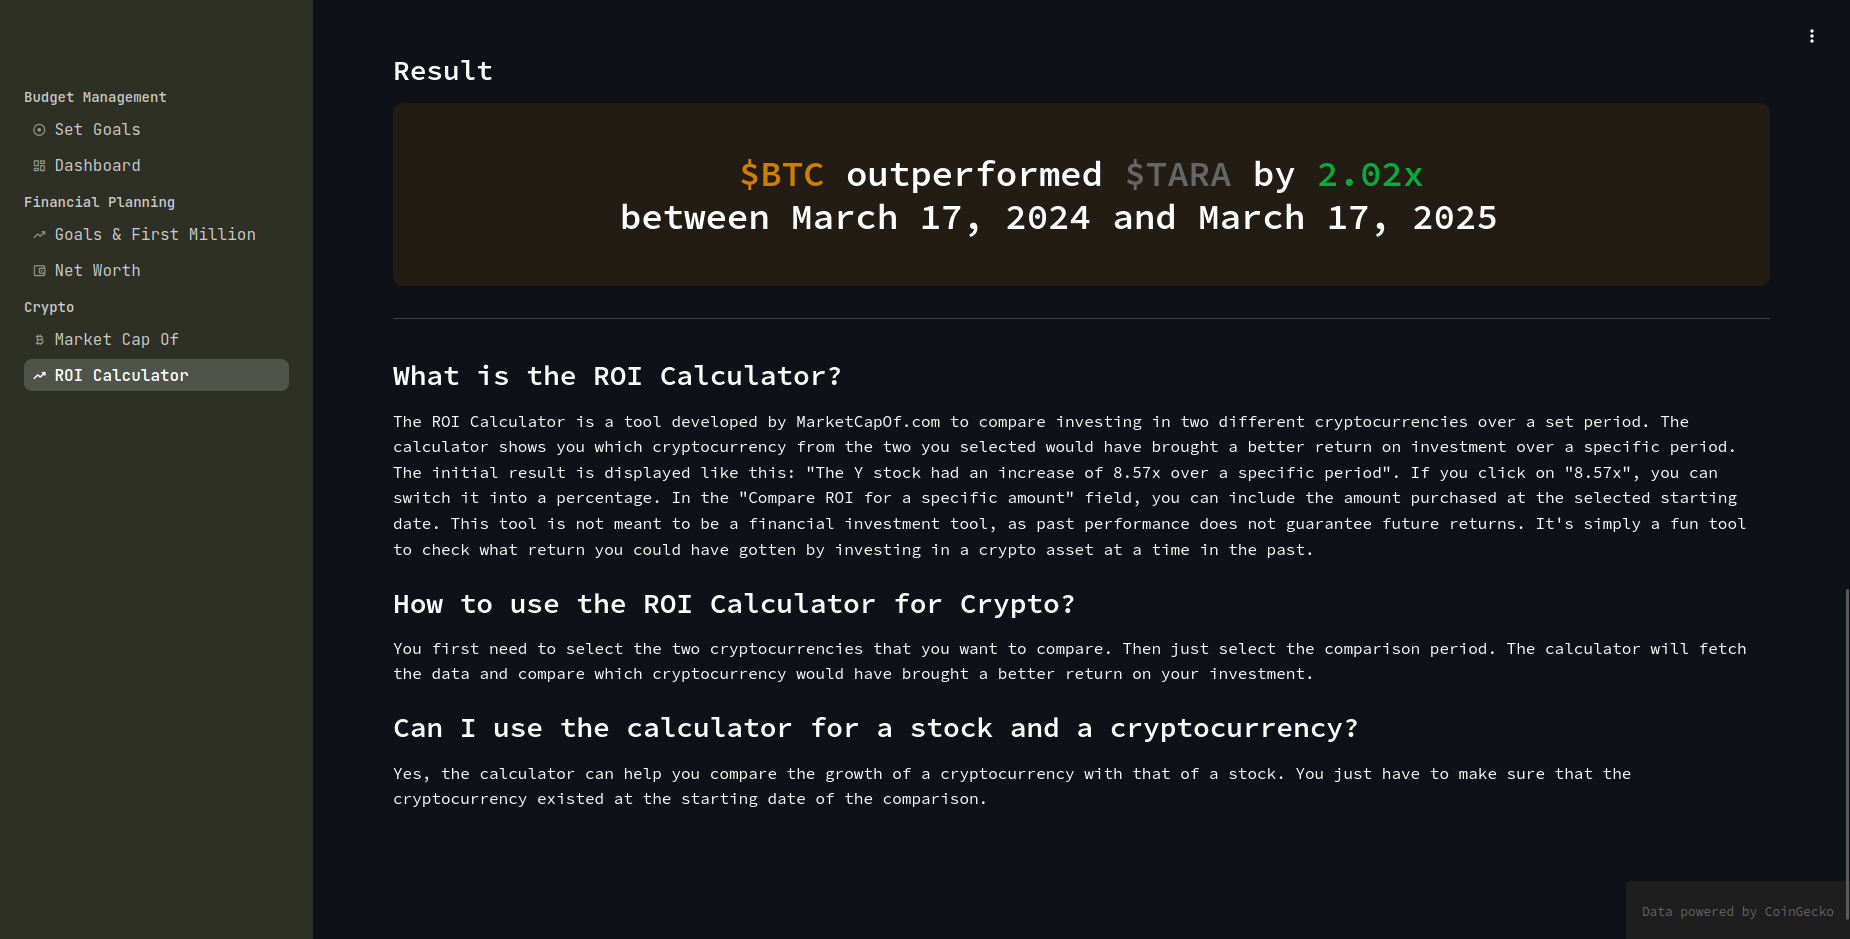 Budget Management
Set Goals
Dashboard
Financial Planning
Goals & First Million
Net Worth
Crypto
Market Cap Of
ROI Calculator
Result
$BTC outperformed $TARA by 2.02x
between March 17, 2024 and March 17, 2025
What is the ROI Calculator?
The ROI Calculator is a tool developed by MarketCapOf.com to compare investing in two different cryptocurrencies over a set period. The
calculator shows you which cryptocurrency from the two you selected would have brought a better return on investment over a specific period.
The initial result is displayed like this: "The Y stock had an increase of 8.57x over a specific period". If you click on "8.57x", you can
switch it into a percentage. In the "Compare ROI for a specific amount" field, you can include the amount purchased at the selected starting
date. This tool is not meant to be a financial investment tool, as past performance does not guarantee future returns. It's simply a fun tool
to check what return you could have gotten by investing in a crypto asset at a time in the past.
How to use the ROI Calculator for Crypto?
You first need to select the two cryptocurrencies that you want to compare. Then just select the comparison period. The calculator will fetch
the data and compare which cryptocurrency would have brought a better return on your investment.
Can I use the calculator for a stock and a cryptocurrency?
Yes, the calculator can help you compare the growth of a cryptocurrency with that of a stock. You just have to make sure that the
cryptocurrency existed at the starting date of the comparison.
Data powered by CoinGecko